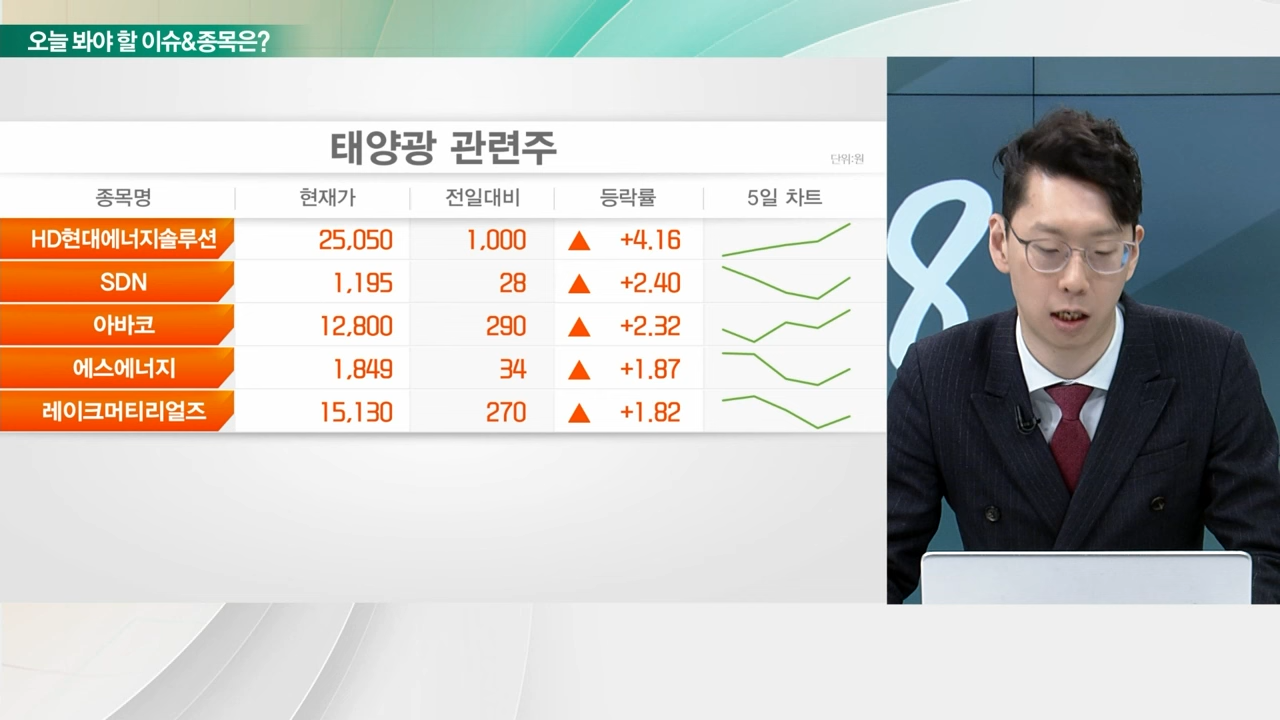 오늘 봐야 할 이슈&종목은?
태양광 관련주
단위:원
종목명 현재가 전일대비 등락률 5일 차트
HD현대에너지솔루션 25,050 1,000 ▲ +4.16
SDN 1,195 28 ▲ +2.40
아바코 12,800 290 ▲ +2.32
에스에너지 1,849 34 ▲ +1.87
레이크머티리얼즈 15,130 270 ▲ +1.82
8